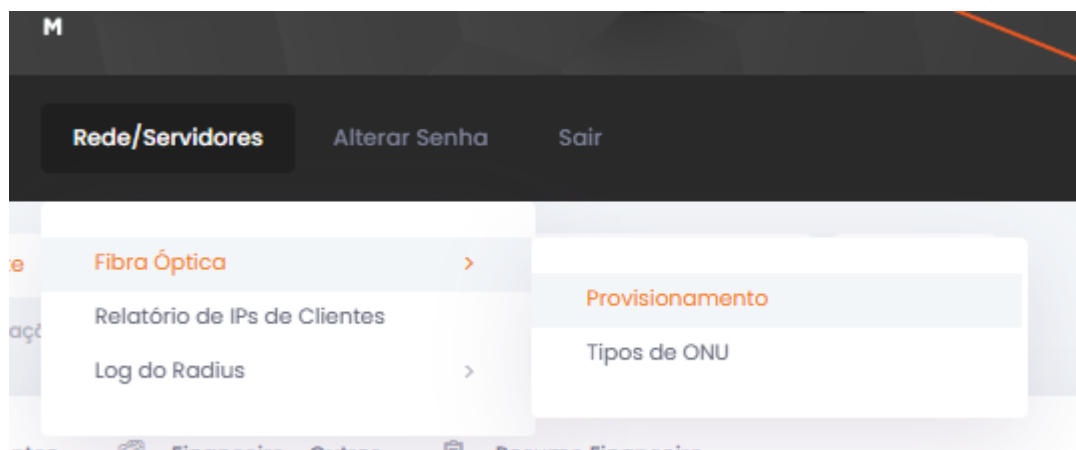 M
Rede/Servidores Alterar Senha Sair
Fibra Óptica
Provisionamento
Relatório de IPs de Clientes
Tipos de ONU
Log do Radius